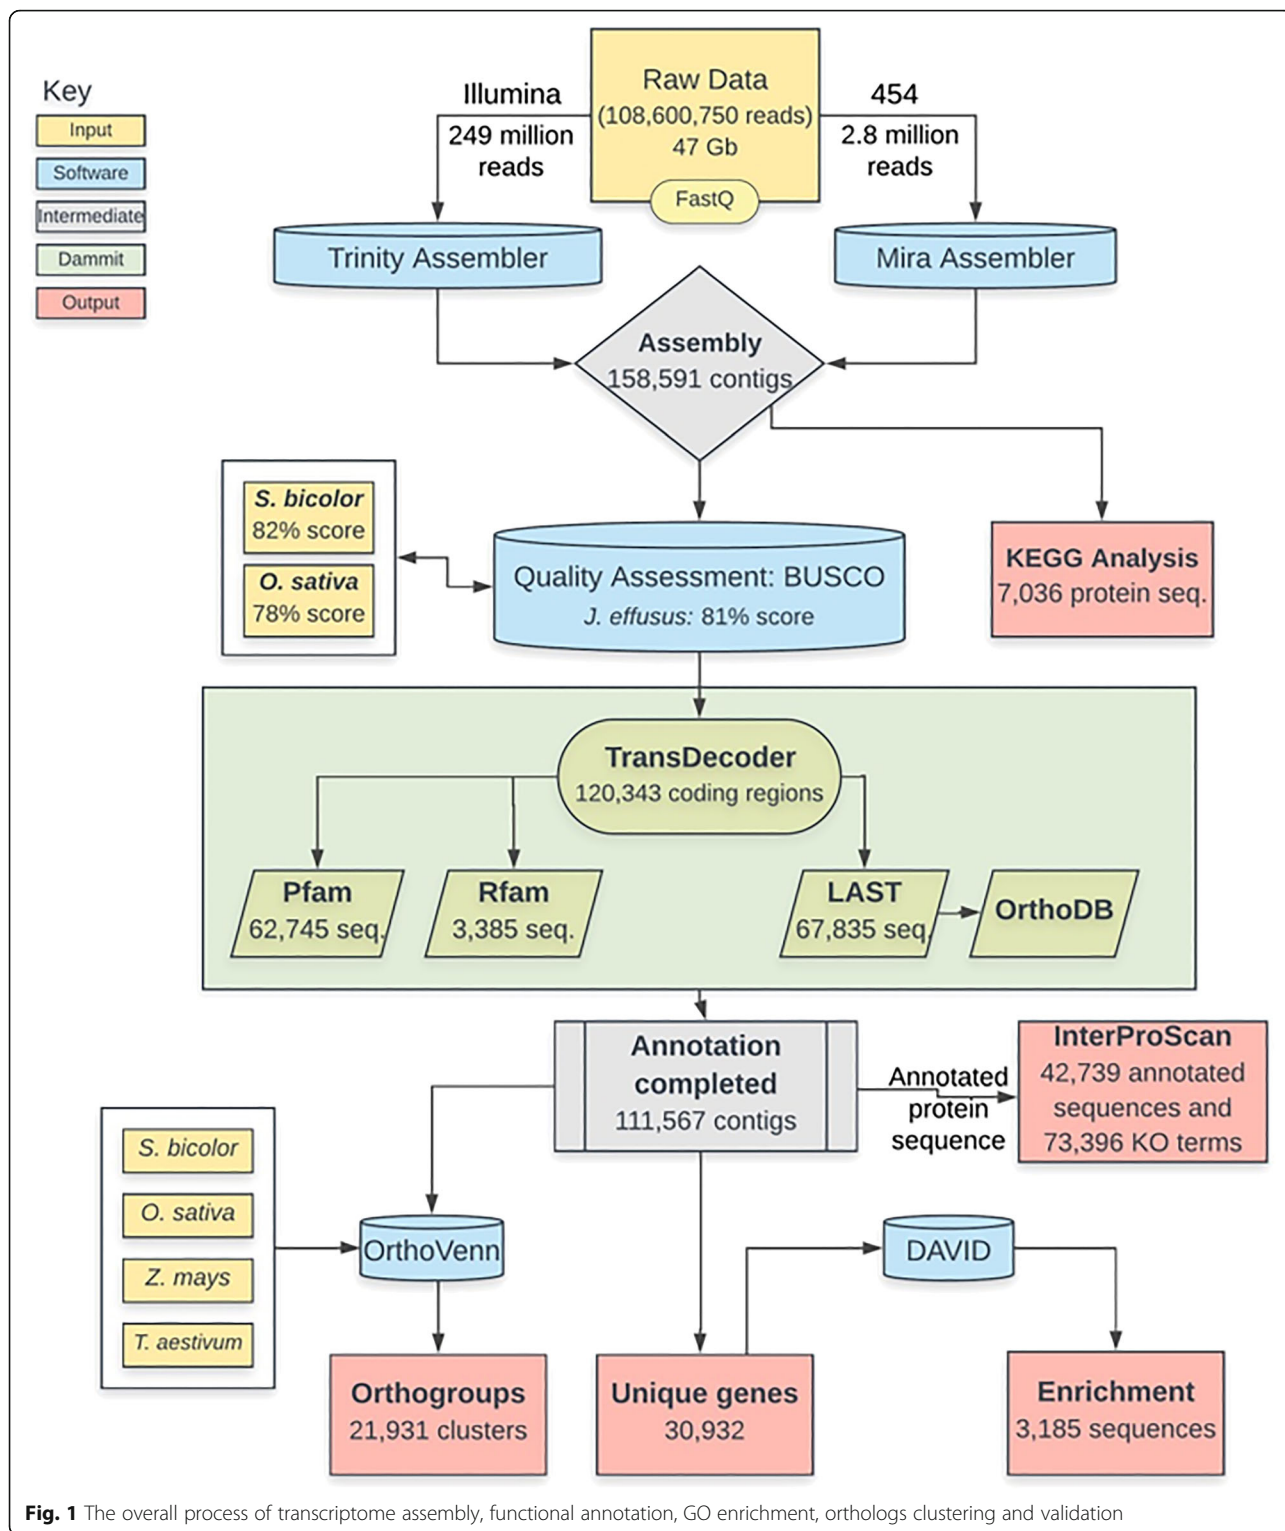 Key
Input
Software
Intermediate
Dammit
Output
Raw Data
(108,600,750 reads)
47 Gb
FastQ
Illumina
249 million
reads
454
2.8 million
reads
Trinity Assembler
Mira Assembler
Assembly
158,591 contigs
S. bicolor
82% score
O. sativa
78% score
Quality Assessment: BUSCO
J. effusus: 81% score
KEGG Analysis
7,036 protein seq.
TransDecoder
120,343 coding regions
Pfam
62,745 seq.
Rfam
3,385 seq.
LAST
67,835 seq.
OrthoDB
Annotation
completed
111,567 contigs
Annotated
protein
sequence
InterProScan
42,739 annotated
sequences and
73,396 KO terms
S. bicolor
O. sativa
Z. mays
T. aestivum
OrthoVenn
DAVID
Orthogroups
21,931 clusters
Unique genes
30,932
Enrichment
3,185 sequences
Fig. 1 The overall process of transcriptome assembly, functional annotation, GO enrichment, orthologs clustering and validation